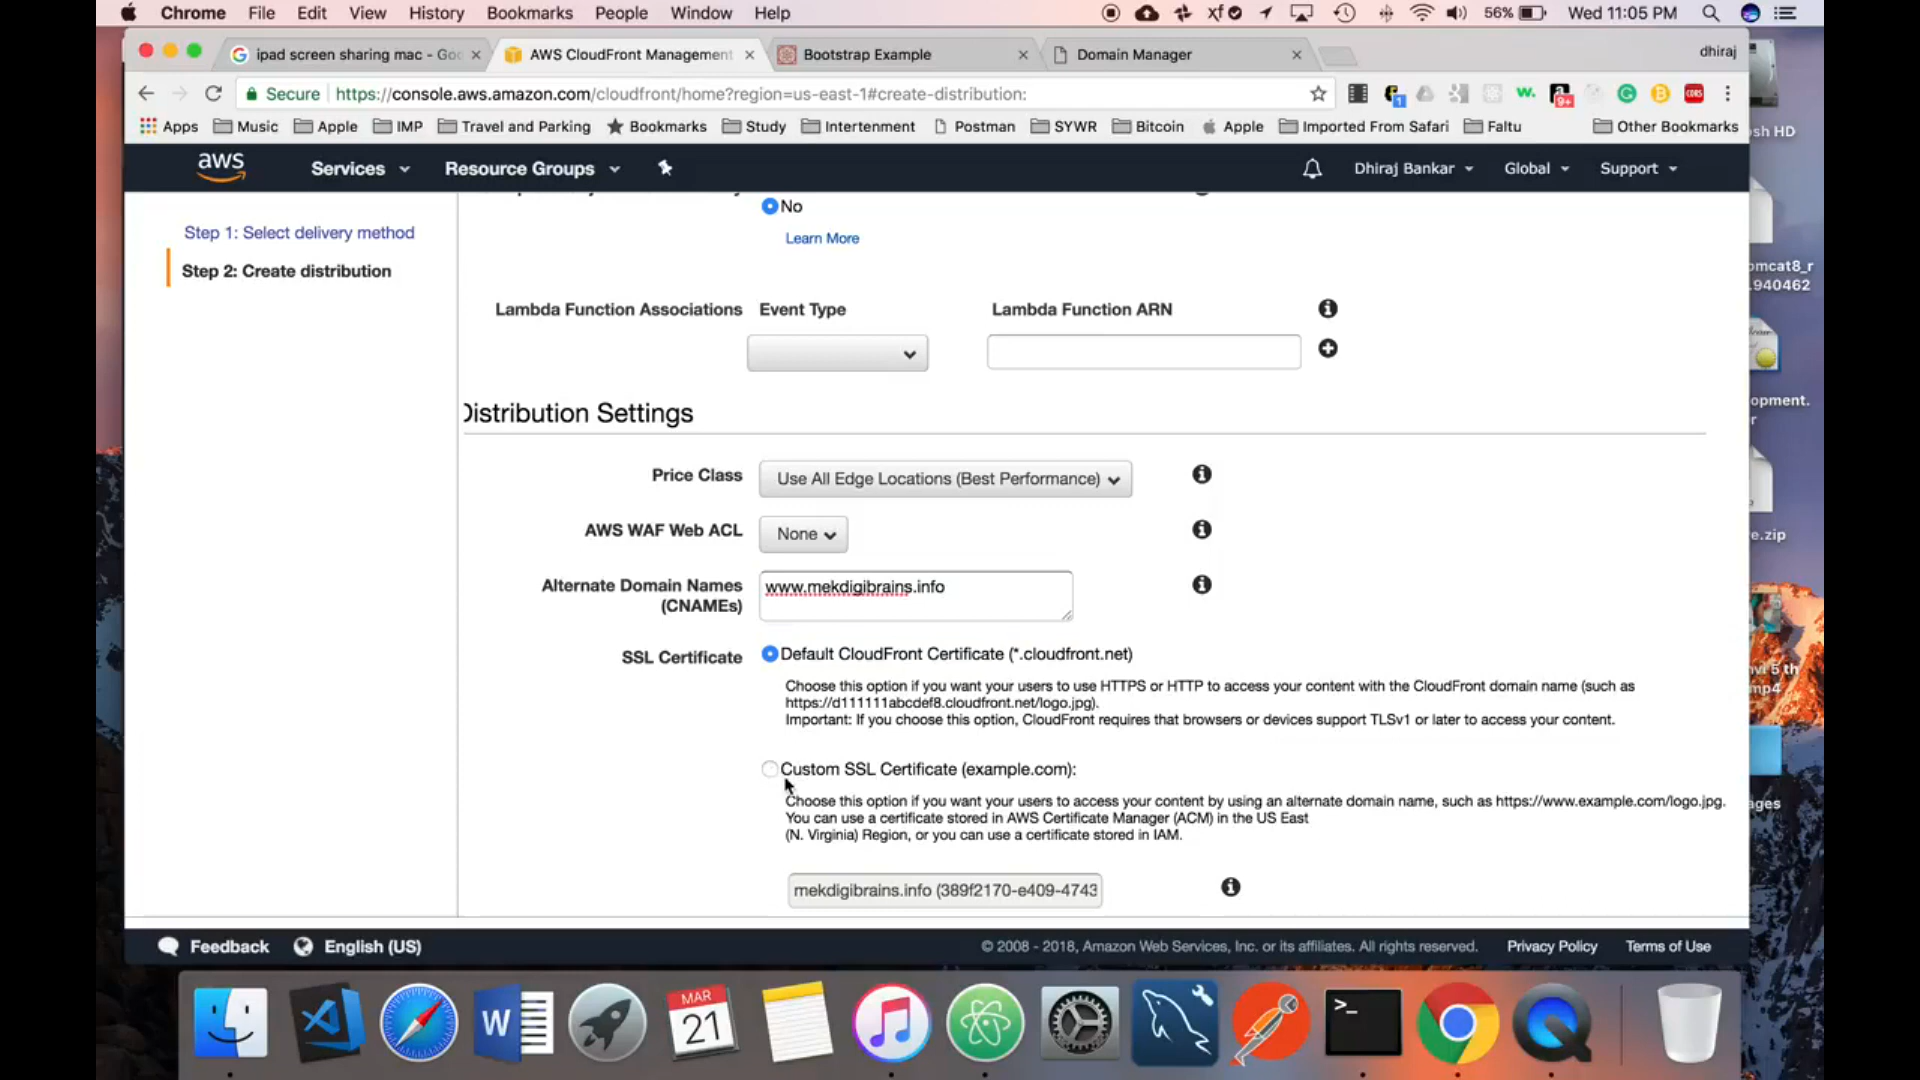 Chrome File Edit View History Bookmarks People Window Help 56% Wed 11:05 PM
ipad screen sharing mac - Goo
AWS CloudFront Management
Bootstrap Example
Domain Manager
dhiraj
Secure https://console.aws.amazon.com/cloudfront/home?region=us-east-1#create-distribution:
Apps Music Apple IMP Travel and Parking Bookmarks Study Intertenment Postman SYWR Bitcoin Apple Imported From Safari Faltu Other Bookmarks
aws Services Resource Groups Dhiraj Bankar Global Support
Step 1: Select delivery method
Step 2: Create distribution
No
Learn More
Lambda Function Associations Event Type Lambda Function ARN
Distribution Settings
Price Class Use All Edge Locations (Best Performance)
AWS WAF Web ACL None
Alternate Domain Names
(CNAMEs)
www.mekdigibrains.info
SSL Certificate Default CloudFront Certificate (*.cloudfront.net)
Choose this option if you want your users to use HTTPS or HTTP to access your content with the CloudFront domain name (such as
https://d111111abcdef8.cloudfront.net/logo.jpg).
Important: If you choose this option, CloudFront requires that browsers or devices support TLSv1 or later to access your content.
Custom SSL Certificate (example.com):
Choose this option if you want your users to access your content by using an alternate domain name, such as https://www.example.com/logo.jpg.
You can use a certificate stored in AWS Certificate Manager (ACM) in the US East
(N. Virginia) Region, or you can use a certificate stored in IAM.
mekdigibrains.info (389f2170-e409-4743
Feedback English (US) © 2008 - 2018, Amazon Web Services, Inc. or its affiliates. All rights reserved. Privacy Policy Terms of Use
osh HD
omcat8_r
.940462
opment.
r
e.zip
nvl 5 th
mp4
ages
MAR
21